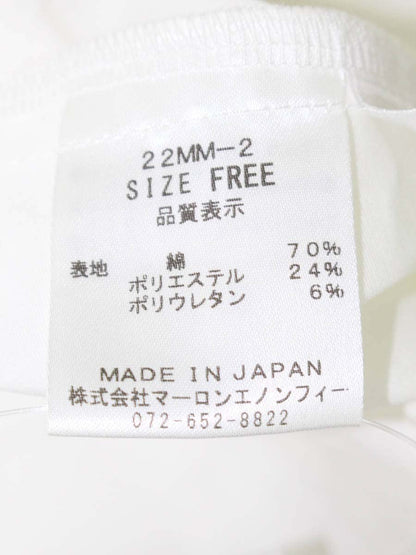 22MM-2
SIZE FREE
品質表示
表地 綿 70%
ポリエステル 24%
ポリウレタン 6%
MADE IN JAPAN
株式会社マーロンエノンフィー
072-652-8822